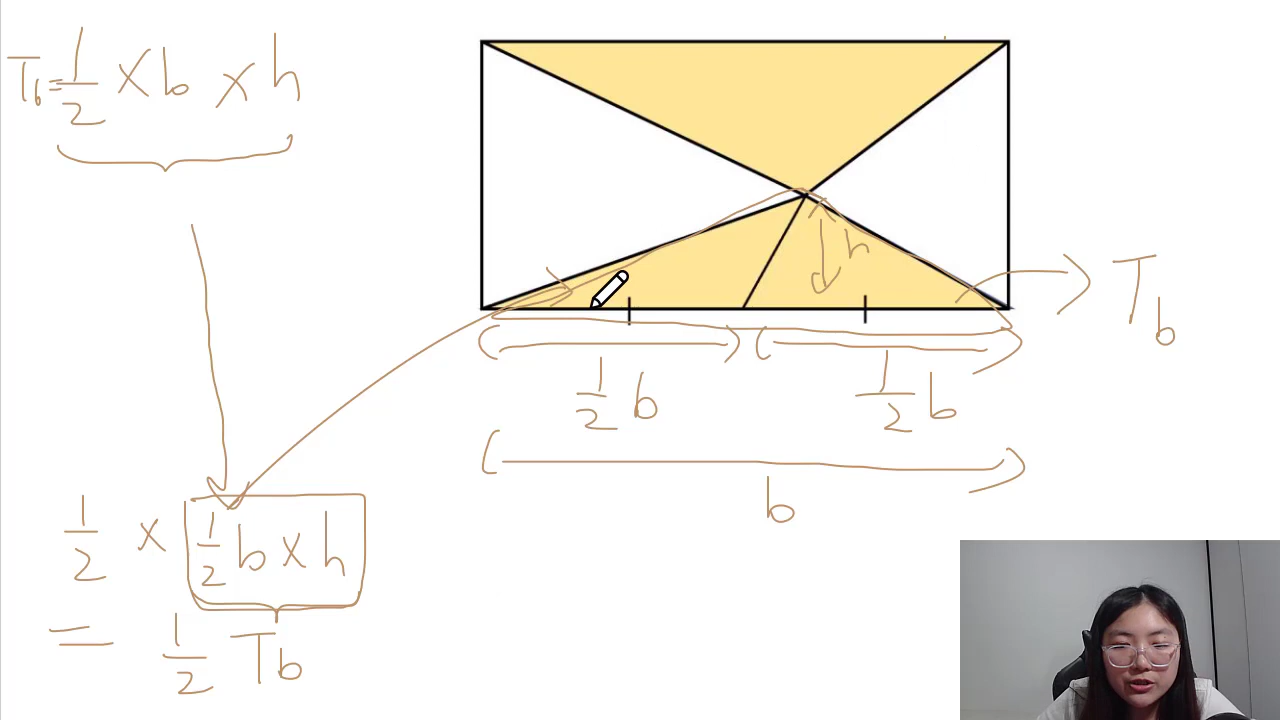 T_b = 1/2 × b × h
h
T_b
1/2 b
1/2 b
b
1/2 × 1/2 b × h
= 1/2 T_b